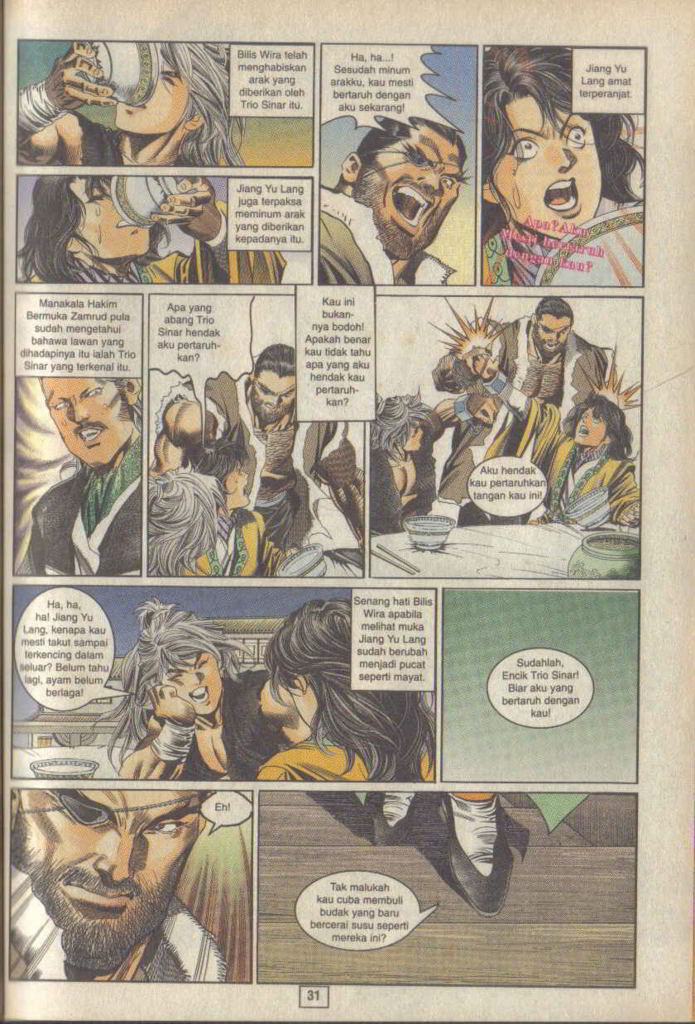 Bilis Wira telah
menghabiskan
arak yang
diberikan oleh
Trio Sinar itu.
Ha, ha...!
Sesudah minum
arakku, kau mesti
bertaruh dengan
aku sekarang!
Jiang Yu
Lang amat
terperanjat.
Apa?Aku
Mesti bertaruh
dengan kau?
Jiang Yu Lang
juga terpaksa
meminum arak
yang diberikan
kepadanya itu.
Manakala Hakim
Bermuka Zamrud pula
sudah mengetahui
bahawa lawan yang
dihadapinya itu ialah Trio
Sinar yang terkenal itu.
Apa yang
abang Trio
Sinar hendak
aku pertaruh-
kan?
Kau ini
bukan-
nya bodoh!
Apakah benar
kau tidak tahu
apa yang aku
hendak kau
pertaruh-
kan?
Aku hendak
kau pertaruhkan
tangan kau ini!
Ha, ha,
ha! Jiang Yu
Lang, kenapa kau
mesti takut sampai
terkencing dalam
seluar? Belum tahu
lagi, ayam belum
berlaga!
Senang hati Bilis
Wira apabila
melihat muka
Jiang Yu Lang
sudah berubah
menjadi pucat
seperti mayat.
Sudahlah,
Encik Trio Sinar!
Biar aku yang
bertaruh dengan
kau!
Eh!
Tak malukah
kau cuba membuli
budak yang baru
bercerai susu seperti
mereka ini?
31